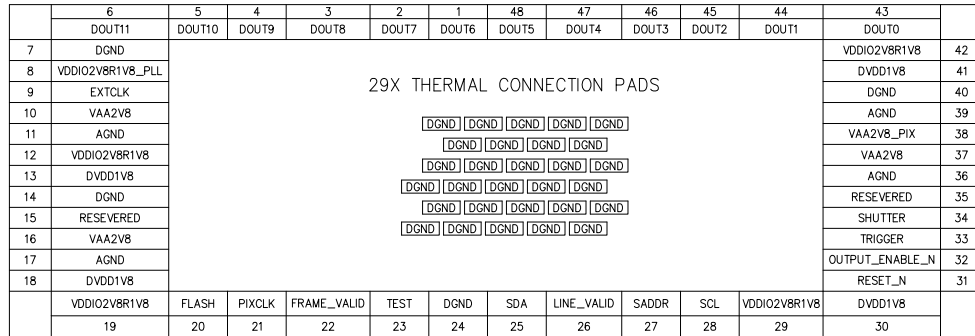 6 5 4 3 2 1 48 47 46 45 44 43
DOUT11 DOUT10 DOUT9 DOUT8 DOUT7 DOUT6 DOUT5 DOUT4 DOUT3 DOUT2 DOUT1 DOUT0
7 DGND VDDIO2V8R1V8 42
8 VDDIO2V8R1V8_PLL DVDD1V8 41
29X THERMAL CONNECTION PADS
9 EXTCLK DGND 40
10 VAA2V8 AGND 39
DGND DGND DGND DGND DGND
11 AGND VAA2V8_PIX 38
DGND DGND DGND DGND
12 VDDIO2V8R1V8 VAA2V8 37
DGND DGND DGND DGND DGND
13 DVDD1V8 AGND 36
DGND DGND DGND DGND DGND
14 DGND RESEVERED 35
DGND DGND DGND DGND DGND
15 RESEVERED SHUTTER 34
DGND DGND DGND DGND DGND
16 VAA2V8 TRIGGER 33
17 AGND OUTPUT_ENABLE_N 32
18 DVDD1V8 RESET_N 31
VDDIO2V8R1V8 FLASH PIXCLK FRAME_VALID TEST DGND SDA LINE_VALID SADDR SCL VDDIO2V8R1V8 DVDD1V8
19 20 21 22 23 24 25 26 27 28 29 30